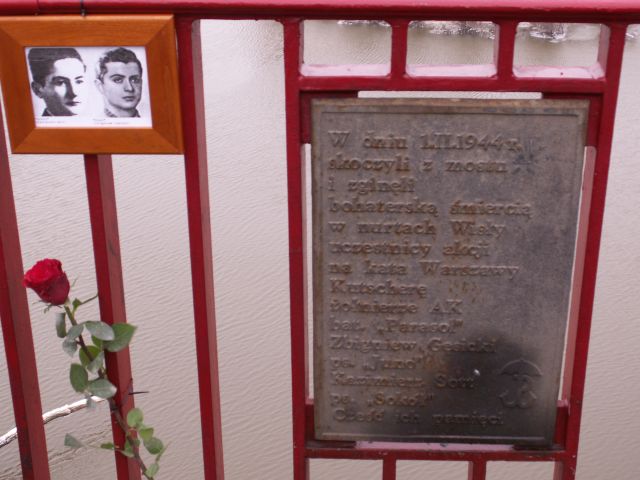 W dniu 1.II.1944 r.
skoczyli z mostu
i zginęli
bohaterską śmiercią
w nurtach Wisły
uczestnicy akcji
na kata Warszawy
Kutscherę
żołnierze AK
bat. „Parasol”
Zbigniew Gęsicki
ps. „Juno”
Kazimierz Sott
ps. „Sokół”
Cześć ich pamięci